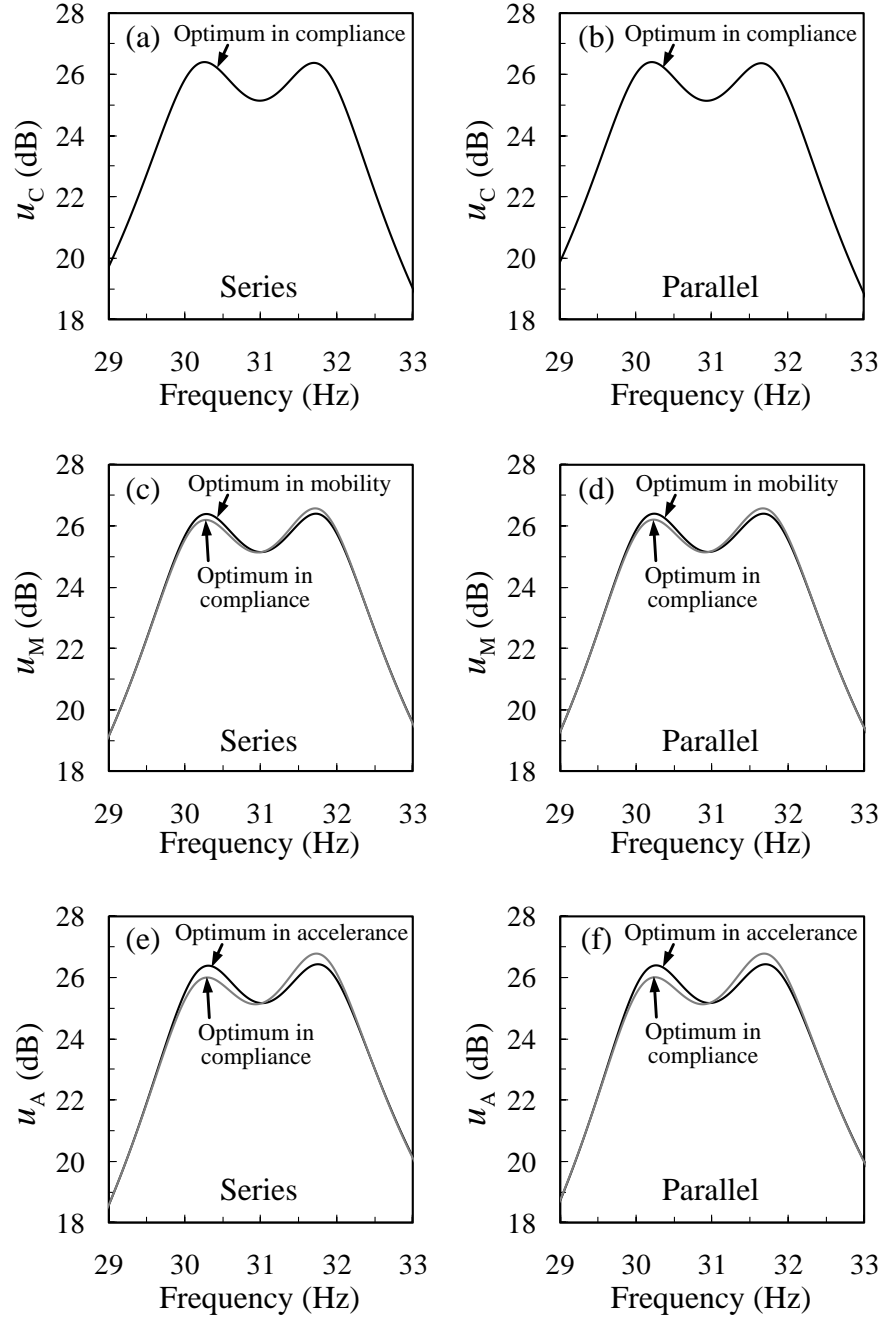 (a) Optimum in compliance
28
26
24
22
20
18
u_C (dB)
Series
29 30 31 32 33
Frequency (Hz)
(b) Optimum in compliance
28
26
24
22
20
18
u_C (dB)
Parallel
29 30 31 32 33
Frequency (Hz)
(c)
Optimum in mobility
Optimum in
compliance
28
26
24
22
20
18
u_M (dB)
Series
29 30 31 32 33
Frequency (Hz)
(d)
Optimum in mobility
Optimum in
compliance
28
26
24
22
20
18
u_M (dB)
Parallel
29 30 31 32 33
Frequency (Hz)
(e) Optimum in accelerance
Optimum in
compliance
28
26
24
22
20
18
u_A (dB)
Series
29 30 31 32 33
Frequency (Hz)
(f) Optimum in accelerance
Optimum in
compliance
28
26
24
22
20
18
u_A (dB)
Parallel
29 30 31 32 33
Frequency (Hz)